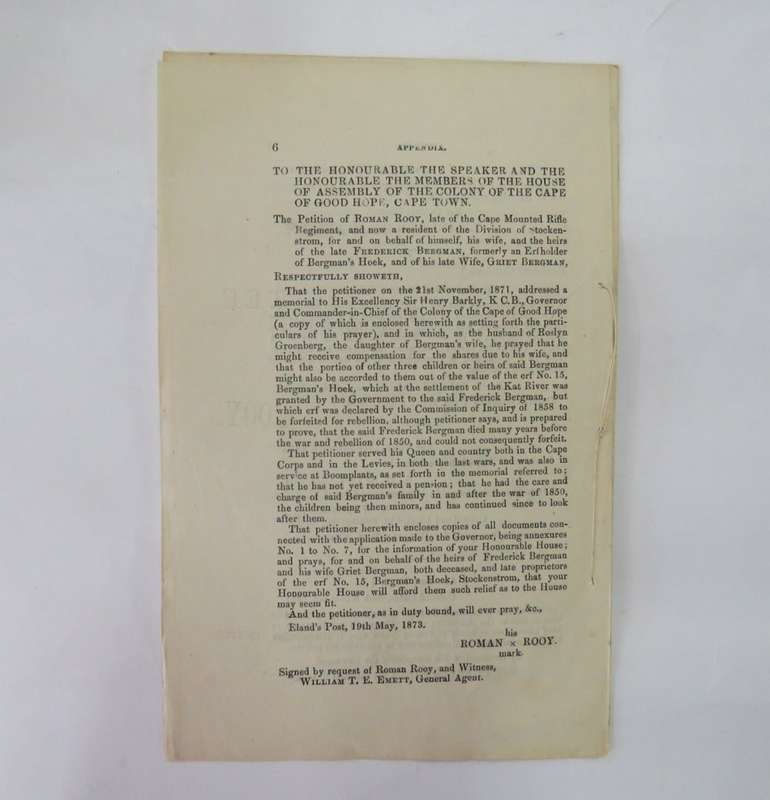 6 APPENDIX.
TO THE HONOURABLE THE SPEAKER AND THE
HONOURABLE THE MEMBERS OF THE HOUSE
OF ASSEMBLY OF THE COLONY OF THE CAPE
OF GOOD HOPE, CAPE TOWN.
The Petition of ROMAN ROOY, late of the Cape Mounted Rifle
Regiment, and now a resident of the Division of Stocken-
strom, for and on behalf of himself, his wife, and the heirs
of the late FREDERICK BERGMAN, formerly an Erfholder
of Bergman's Hoek, and of his late Wife, GRIET BERGMAN,
RESPECTFULLY SHOWETH,
That the petitioner on the 21st November, 1871, addressed a
memorial to His Excellency Sir Henry Barkly, K C.B., Governor
and Commander-in-Chief of the Colony of the Cape of Good Hope
(a copy of which is enclosed herewith as setting forth the parti-
culars of his prayer), and in which, as the husband of Roslyn
Groenberg, the daughter of Bergman's wife, he prayed that he
might receive compensation for the shares due to his wife, and
that the portion of other three children or heirs of said Bergman
might also be accorded to them out of the value of the erf No. 15,
Bergman's Hoek, which at the settlement of the Kat River was
granted by the Government to the said Frederick Bergman, but
which erf was declared by the Commission of Inquiry of 1858 to
be forfeited for rebellion, although petitioner says, and is prepared
to prove, that the said Frederick Bergman died many years before
the war and rebellion of 1850, and could not consequently forfeit.
That petitioner served his Queen and country both in the Cape
Corps and in the Levies, in both the last wars, and was also in
service at Boomplants, as set forth in the memorial referred to;
that he has not yet received a pension; that he had the care and
charge of said Bergman's family in and after the war of 1850,
the children being then minors, and has continued since to look
after them.
That petitioner herewith encloses copies of all documents con-
nected with the application made to the Governor, being annexures
No. 1 to No. 7, for the information of your Honourable House;
and prays, for and on behalf of the heirs of Frederick Bergman
and his wife Griet Bergman, both deceased, and late proprietors
of the erf No. 15, Bergman's Hoek, Stockenstrom, that your
Honourable House will afford them such relief as to the House
may seem fit.
And the petitioner, as in duty bound, will ever pray, &c.,
Eland's Post, 19th May, 1873.
his
ROMAN × ROOY.
mark.
Signed by request of Roman Rooy, and Witness,
WILLIAM T. E. EMETT, General Agent.